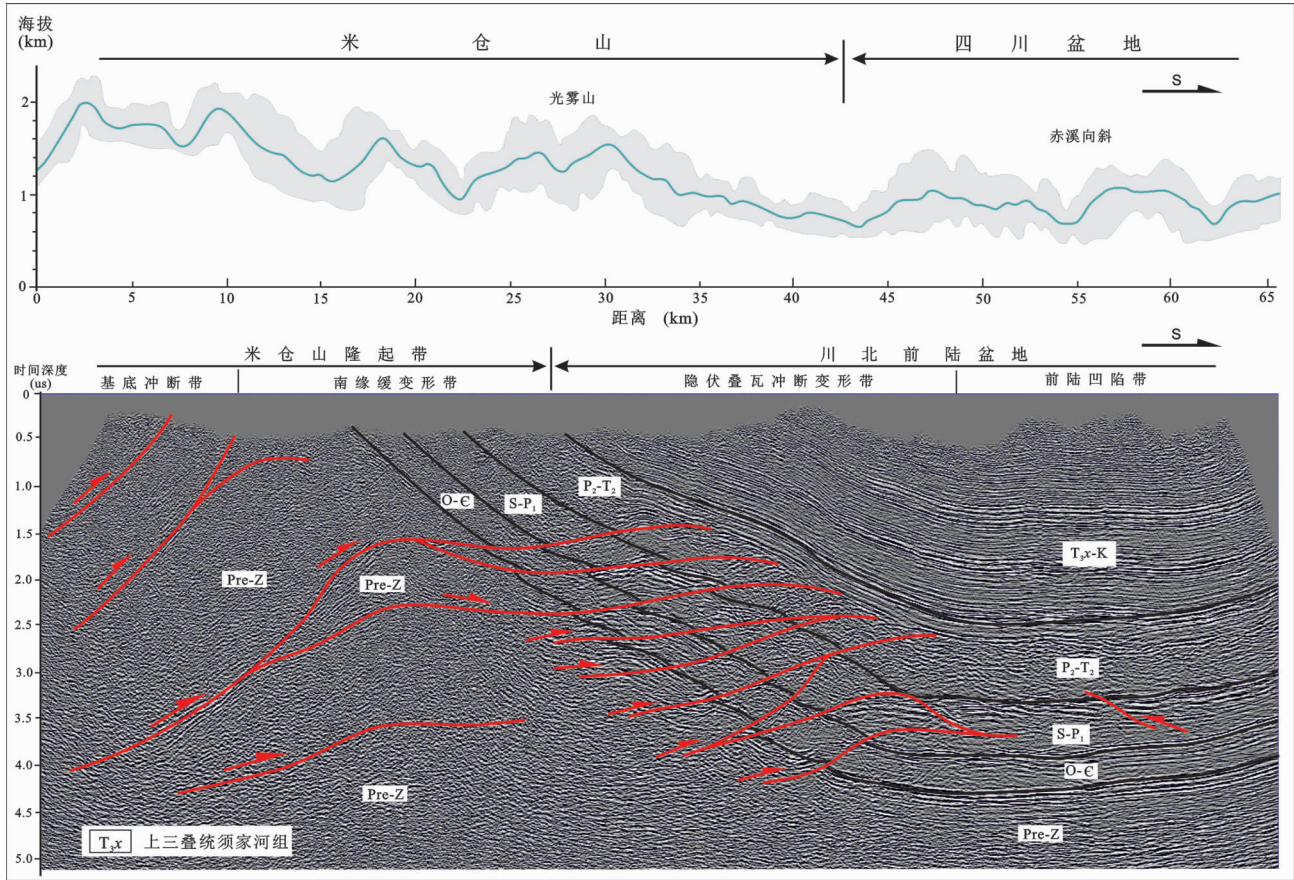 海拔
(km)
米仓山
四川盆地
S
光雾山
赤溪向斜
2
1
0
0 5 10 15 20 25 30 35 40 45 50 55 60 65
距离 (km)
S
米仓山隆起带
川北前陆盆地
时间深度
(us)
基底冲断带
南缘缓变形带
隐伏叠瓦冲断变形带
前陆凹陷带
0
0.5
1.0
1.5
2.0
2.5
3.0
3.5
4.0
4.5
5.0
O-Є
S-P₁
P₂-T₂
T₃x-K
Pre-Z
Pre-Z
P₂-T₂
S-P₁
O-Є
Pre-Z
Pre-Z
T₃x 上三叠统须家河组